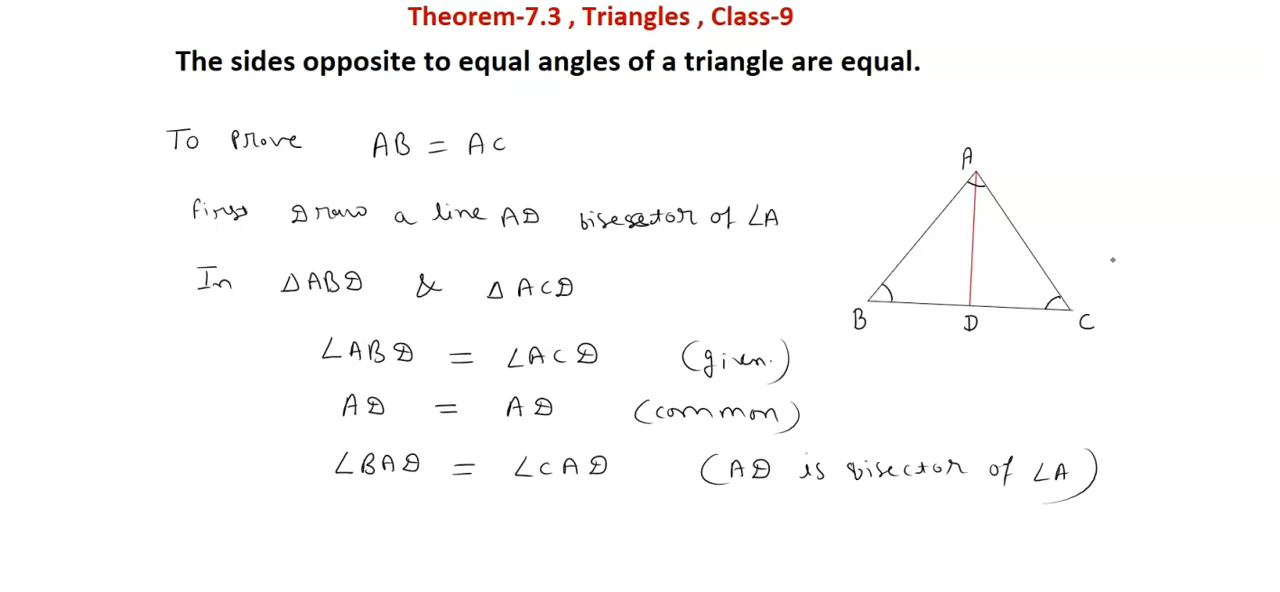 Theorem-7.3 , Triangles , Class-9
The sides opposite to equal angles of a triangle are equal.
To Prove AB = AC
First Draw a line AD bisector of ∠A
In ΔABD & ΔACD
∠ABD = ∠ACD (given.)
AD = AD (common)
∠BAD = ∠CAD (AD is bisector of ∠A)
A
B
D
C